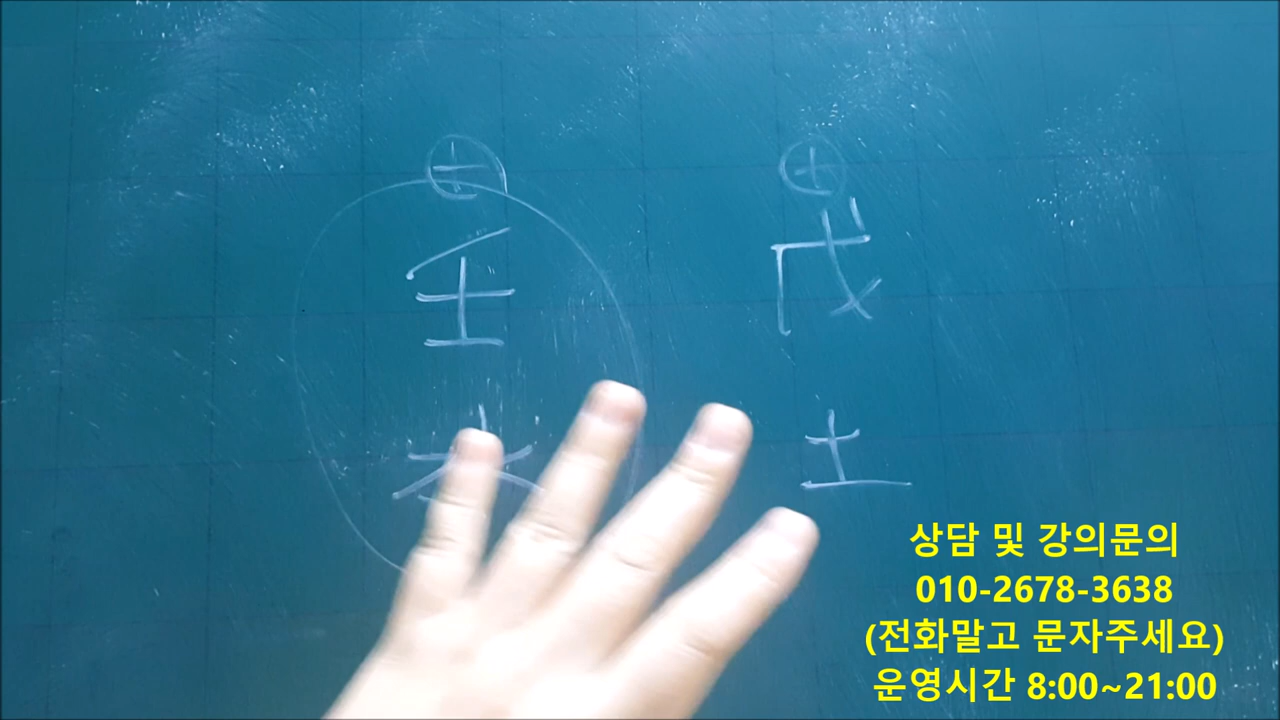 ⊕ ⊕
壬 戊
土
상담 및 강의문의
010-2678-3638
(전화말고 문자주세요)
운영시간 8:00~21:00